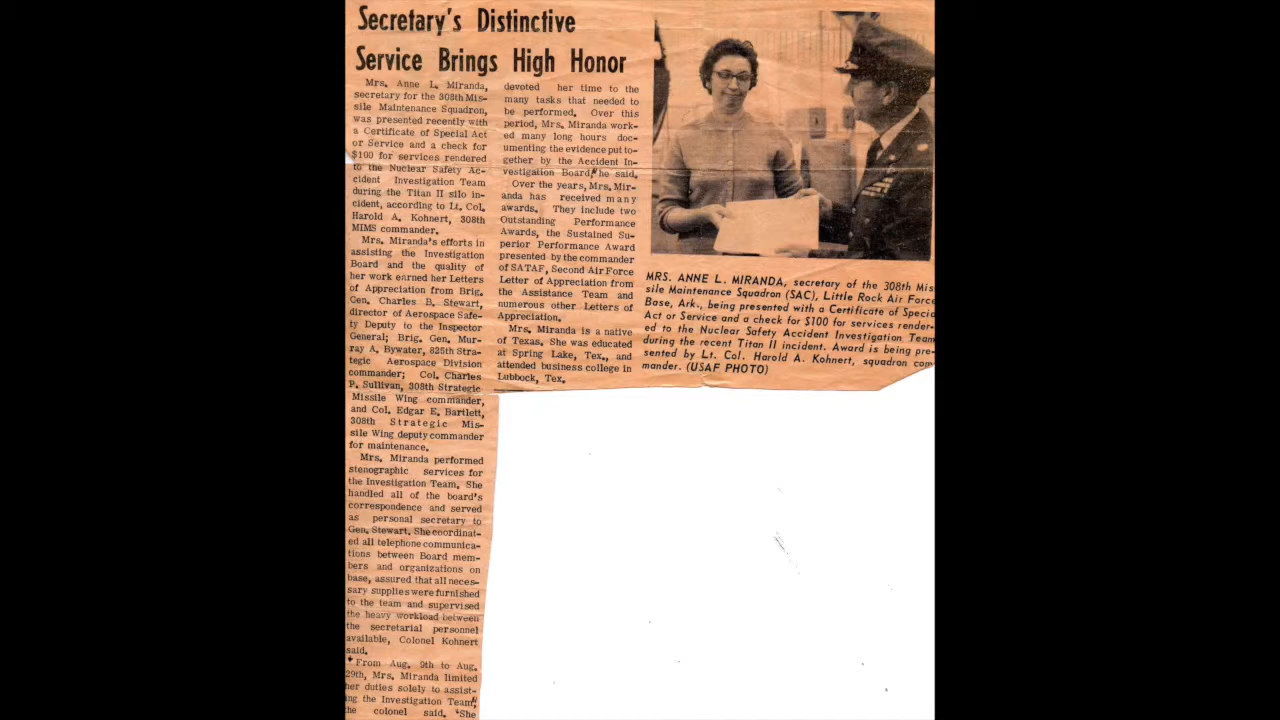 Secretary's Distinctive
Service Brings High Honor
Mrs. Anne L. Miranda,
secretary for the 308th Mis-
sile Maintenance Squadron,
was presented recently with
a Certificate of Special Act
or Service and a check for
$100 for services rendered
to the Nuclear Safety Ac-
cident Investigation Team
during the Titan II silo in-
cident, according to Lt. Col.
Harold A. Kohnert, 308th
MIMS commander.
Mrs. Miranda's efforts in
assisting the Investigation
Board and the quality of
her work earned her Letters
of Appreciation from Brig.
Gen. Charles B. Stewart,
director of Aerospace Safe-
ty Deputy to the Inspector
General; Brig. Gen. Mur-
ray A. Bywater, 825th Stra-
tegic Aerospace Division
commander; Col. Charles
P. Sullivan, 308th Strategic
Missile Wing commander,
and Col. Edgar E. Bartlett,
308th Strategic Mis-
sile Wing deputy commander
for maintenance.
Mrs. Miranda performed
stenographic services for
the Investigation Team. She
handled all of the board's
correspondence and served
as personal secretary to
Gen. Stewart. She coordinat-
ed all telephone communica-
tions between Board mem-
bers and organizations on
base, assured that all neces-
sary supplies were furnished
to the team and supervised
the heavy workload between
the secretarial personnel
available, Colonel Kohnert
said.
"From Aug. 9th to Aug.
29th, Mrs. Miranda limited
her duties solely to assist-
ing the Investigation Team,"
the colonel said. "She
devoted her time to the
many tasks that needed to
be performed. Over this
period, Mrs. Miranda work-
ed many long hours doc-
umenting the evidence put to-
gether by the Accident In-
vestigation Board," he said.
Over the years, Mrs. Mir-
anda has received many
awards. They include two
Outstanding Performance
Awards, the Sustained Su-
perior Performance Award
presented by the commander
of SATAF, Second Air Force
Letter of Appreciation from
the Assistance Team and
numerous other Letters of
Appreciation.
Mrs. Miranda is a native
of Texas. She was educated
at Spring Lake, Tex., and
attended business college in
Lubbock, Tex.
MRS. ANNE L. MIRANDA, secretary of the 308th Mis
sile Maintenance Squadron (SAC), Little Rock Air Force
Base, Ark., being presented with a Certificate of Specia
Act or Service and a check for $100 for services render-
ed to the Nuclear Safety Accident Investigation Team
during the recent Titan II incident. Award is being pre-
sented by Lt. Col. Harold A. Kohnert, squadron com
mander. (USAF PHOTO)